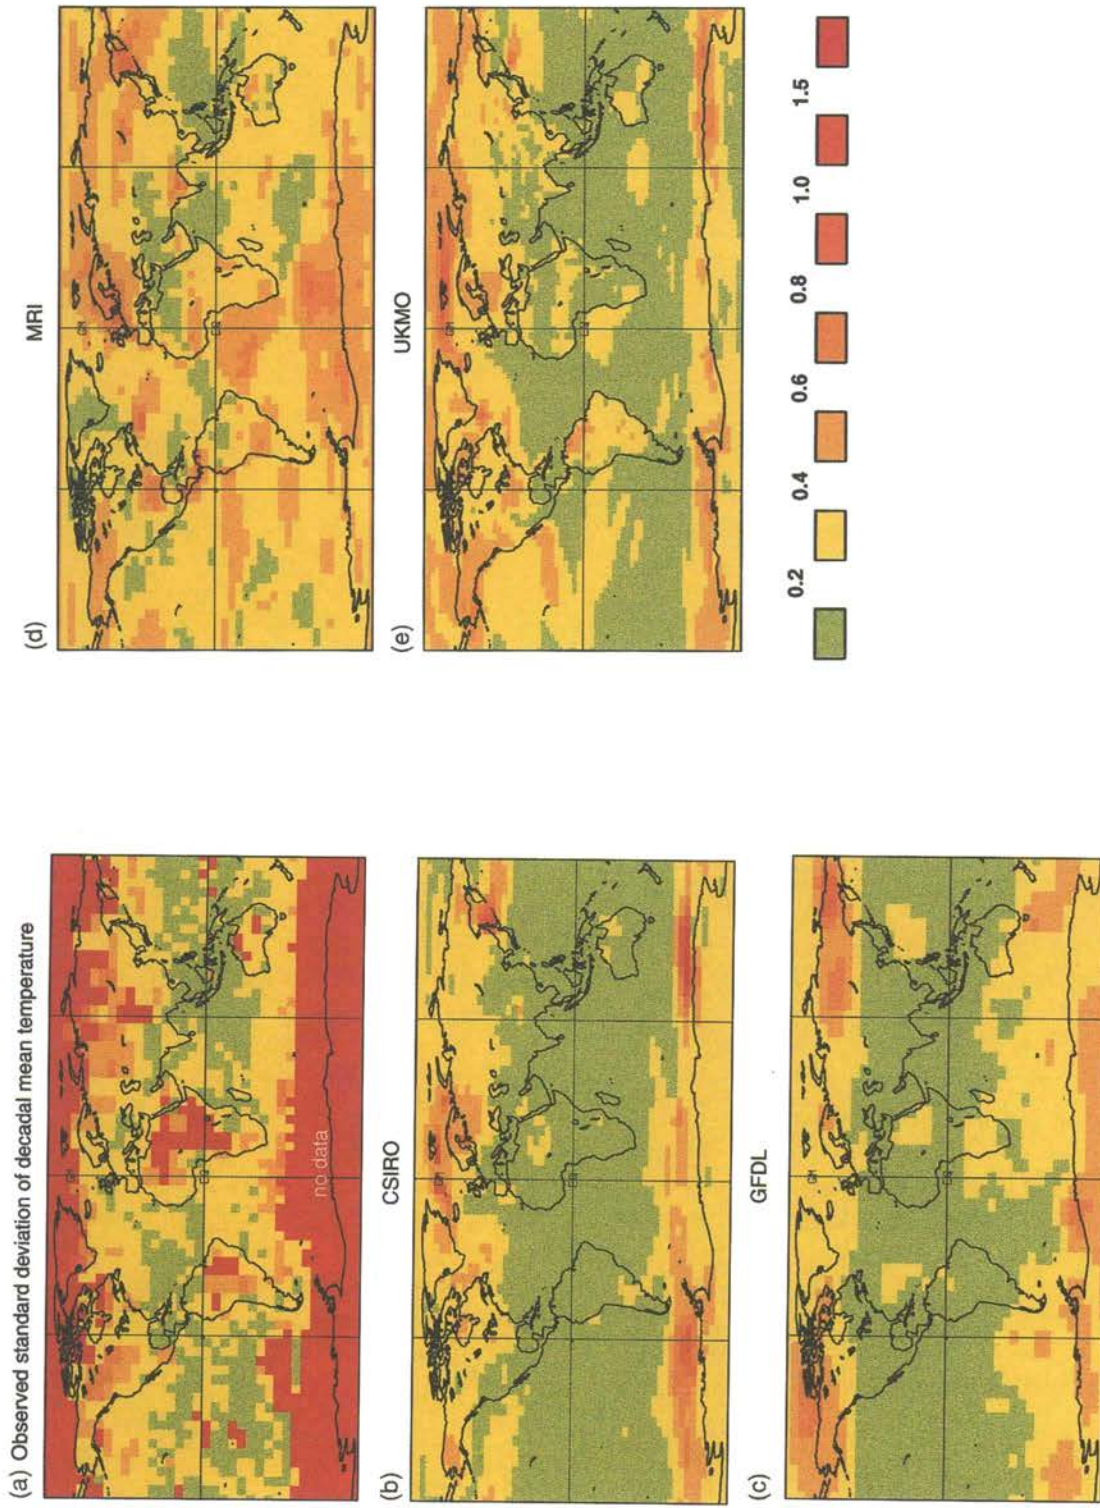 (a) Observed standard deviation of decadal mean temperature
no data
(b)
CSIRO
(c)
GFDL
(d)
MRI
(e)
UKMO
0.2
0.4
0.6
0.8
1.0
1.5